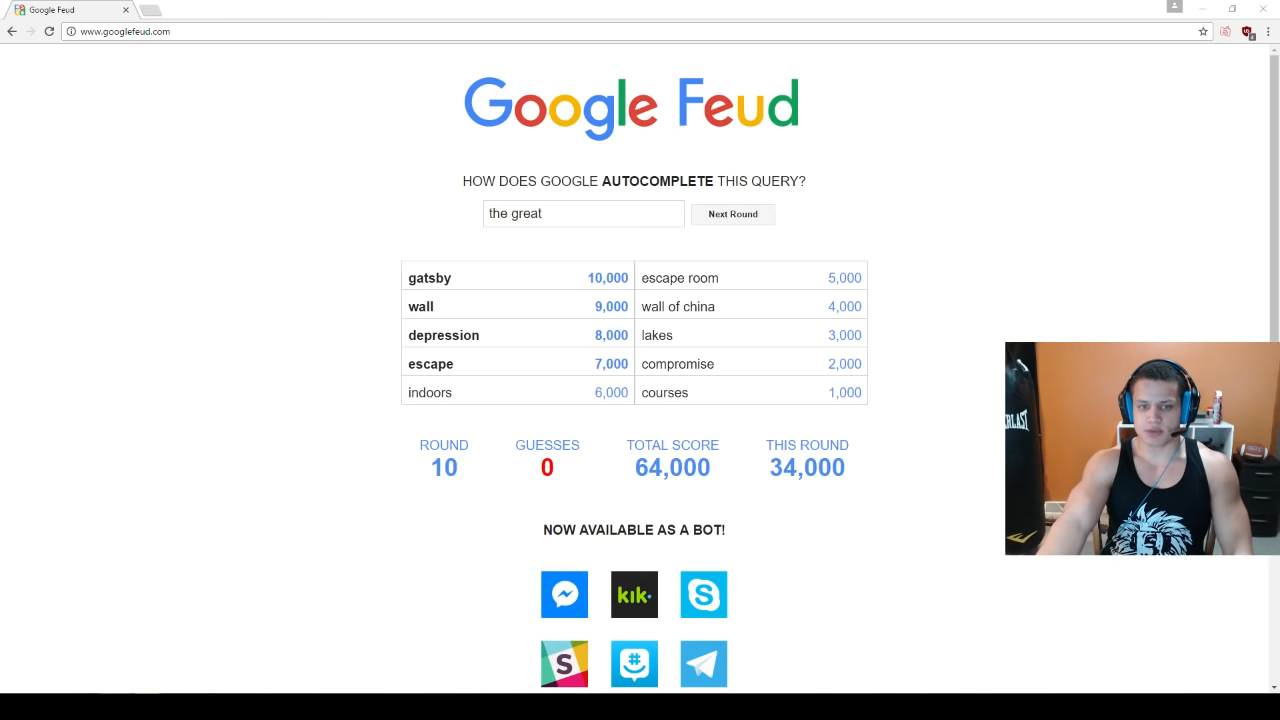 Google Feud
www.googlefeud.com
Google Feud
HOW DOES GOOGLE AUTOCOMPLETE THIS QUERY?
the great
Next Round
gatsby 10,000 escape room 5,000
wall 9,000 wall of china 4,000
depression 8,000 lakes 3,000
escape 7,000 compromise 2,000
indoors 6,000 courses 1,000
ROUND GUESSES TOTAL SCORE THIS ROUND
10 0 64,000 34,000
NOW AVAILABLE AS A BOT!
kik
S